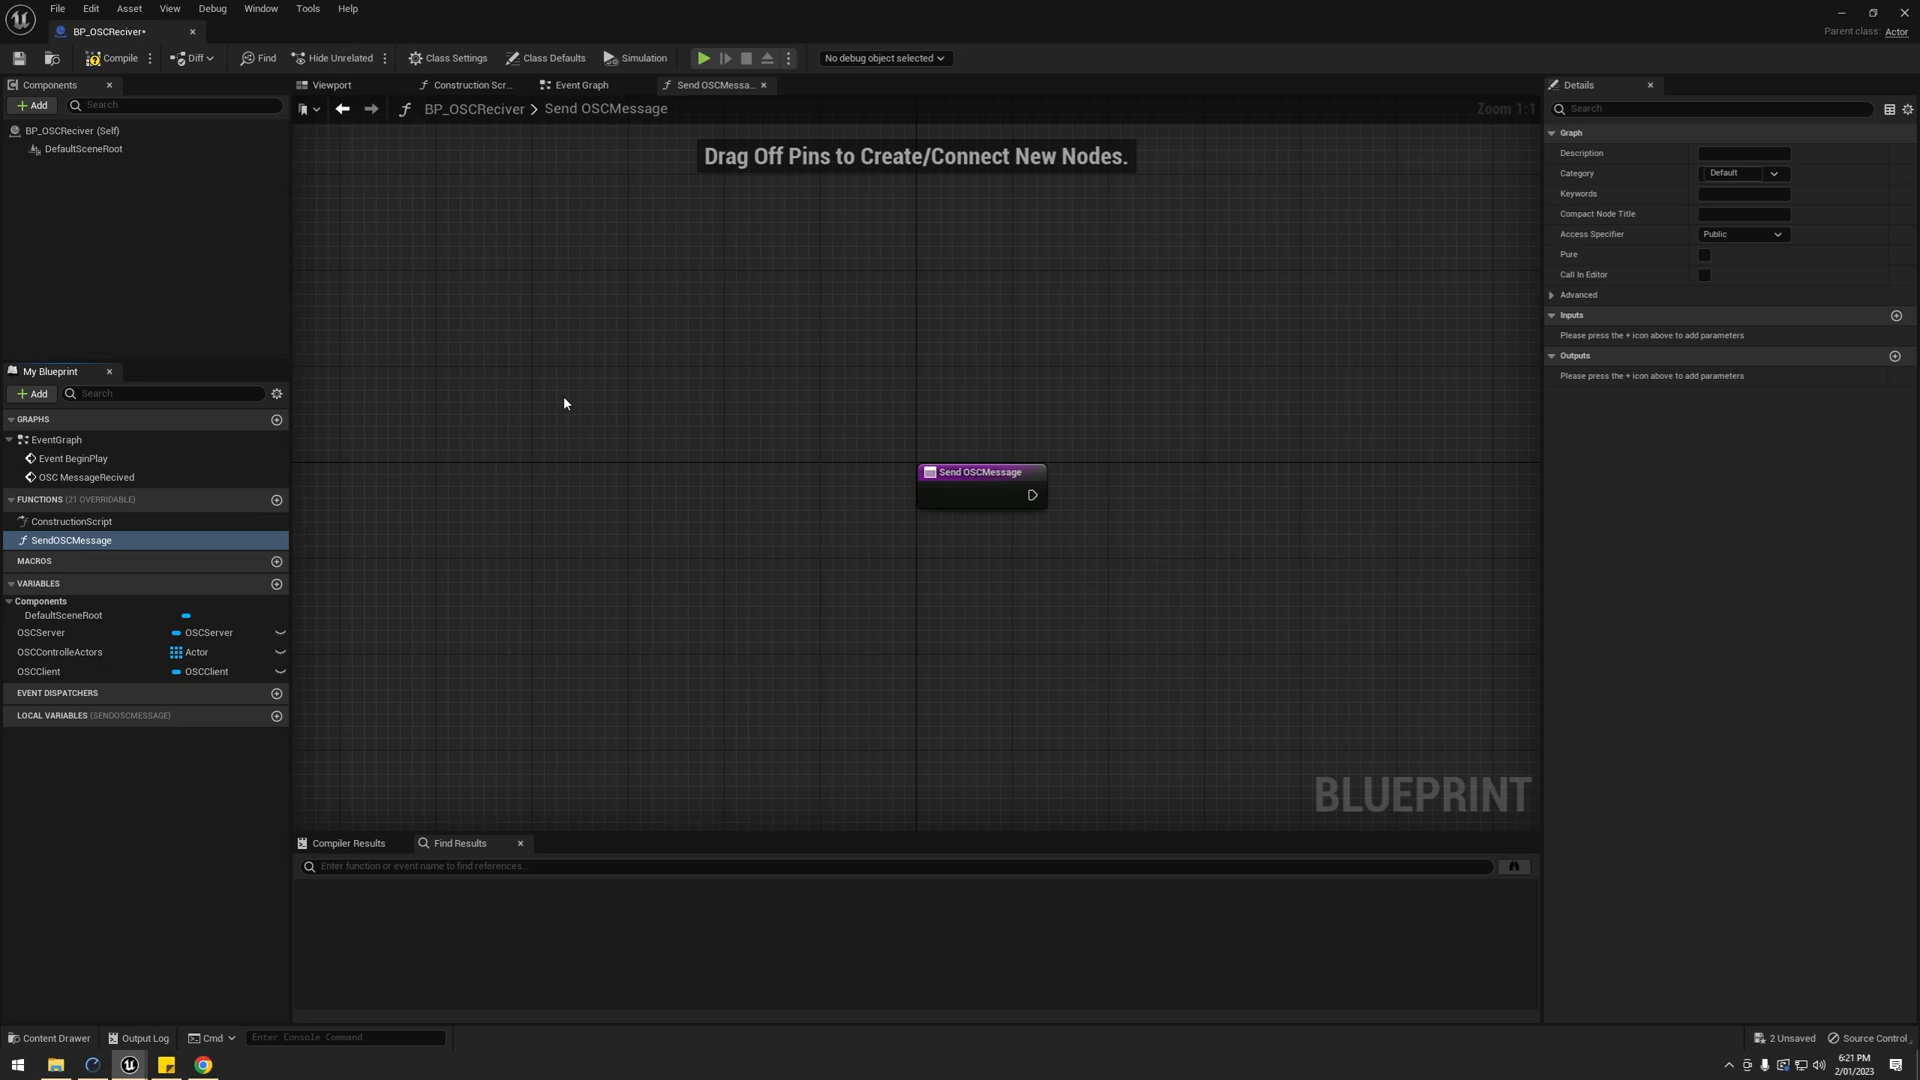 File Edit Asset View Debug Window Tools Help
BP_OSCReciver•
Parent class: Actor
Compile Diff Find Hide Unrelated Class Settings Class Defaults Simulation No debug object selected
Components
Add Search
BP_OSCReciver (Self)
DefaultSceneRoot
Viewport Construction Scr... Event Graph Send OSCMessa...
BP_OSCReciver > Send OSCMessage Zoom 1:1
Drag Off Pins to Create/Connect New Nodes.
Send OSCMessage
BLUEPRINT
My Blueprint
Add Search
GRAPHS
EventGraph
Event BeginPlay
OSC MessageRecived
FUNCTIONS (21 OVERRIDABLE)
ConstructionScript
SendOSCMessage
MACROS
VARIABLES
Components
DefaultSceneRoot
OSCServer OSCServer
OSCControlleActors Actor
OSCClient OSCClient
EVENT DISPATCHERS
LOCAL VARIABLES (SENDOSCMESSAGE)
Compiler Results Find Results
Enter function or event name to find references...
Details
Search
Graph
Description
Category Default
Keywords
Compact Node Title
Access Specifier Public
Pure
Call In Editor
Advanced
Inputs
Please press the + icon above to add parameters
Outputs
Please press the + icon above to add parameters
Content Drawer Output Log Cmd Enter Console Command 2 Unsaved Source Control
6:21 PM
2/01/2023